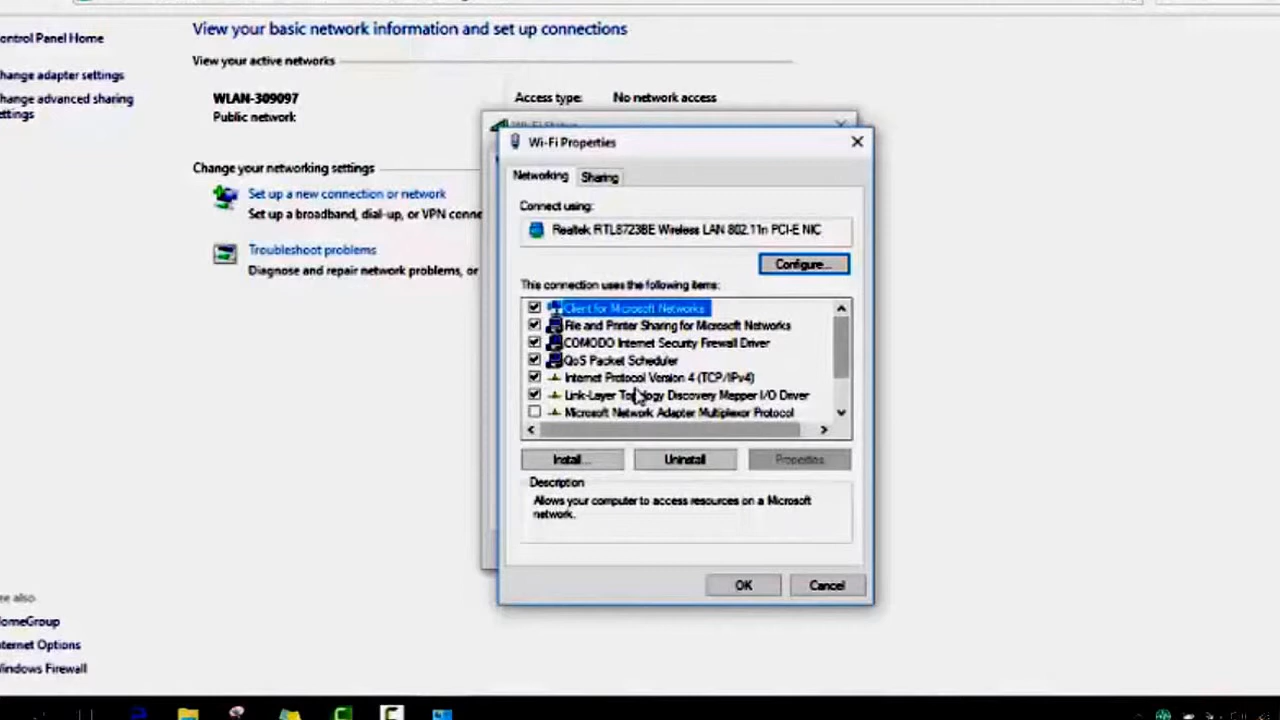 View your basic network information and set up connections
ontrol Panel Home
View your active networks
hange adapter settings
hange advanced sharing
ettings
WLAN-309097
Public network
Access type: No network access
Change your networking settings
Set up a new connection or network
Set up a broadband, dial-up, or VPN conne
Troubleshoot problems
Diagnose and repair network problems, or
Wi-Fi Status
Wi-Fi Properties
Networking
Sharing
Connect using:
Realtek RTL8723BE Wireless LAN 802.11n PCI-E NIC
Configure...
This connection uses the following items:
Client for Microsoft Networks
File and Printer Sharing for Microsoft Networks
COMODO Internet Security Firewall Driver
QoS Packet Scheduler
Internet Protocol Version 4 (TCP/IPv4)
Link-Layer Topology Discovery Mapper I/O Driver
Microsoft Network Adapter Multiplexor Protocol
Install...
Uninstall
Properties
Description
Allows your computer to access resources on a Microsoft
network.
OK
Cancel
ee also
omeGroup
nternet Options
Windows Firewall